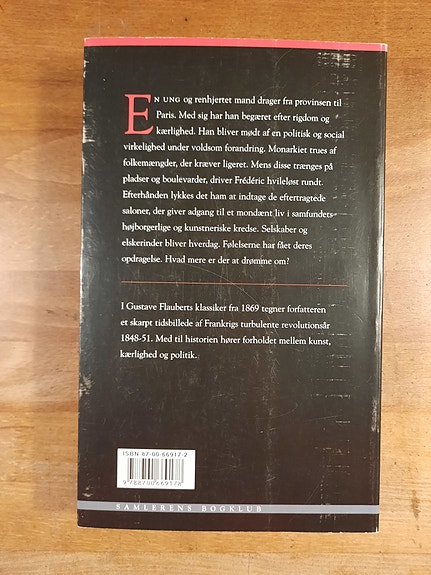 EN UNG og renhjertet mand drager fra provinsen til
Paris. Med sig har han begæret efter rigdom og
kærlighed. Han bliver mødt af en politisk og social
virkelighed under voldsom forandring. Monarkiet trues af
folkemængder, der kræver ligeret. Mens disse trænges på
pladser og boulevarder, driver Frédéric hvileløst rundt.
Efterhånden lykkes det ham at indtage de eftertragtede
saloner, der giver adgang til et mondænt liv i samfundets
højborgerlige og kunstneriske kredse. Selskaber og
elskerinder bliver hverdag. Følelserne har fået deres
opdragelse. Hvad mere er der at drømme om?
I Gustave Flauberts klassiker fra 1869 tegner forfatteren
et skarpt tidsbillede af Frankrigs turbulente revolutionsår
1848-51. Med til historien hører forholdet mellem kunst,
kærlighed og politik.
ISBN 87-00-66917-2
9 788700 669178
SAMLERENS BOGKLUB